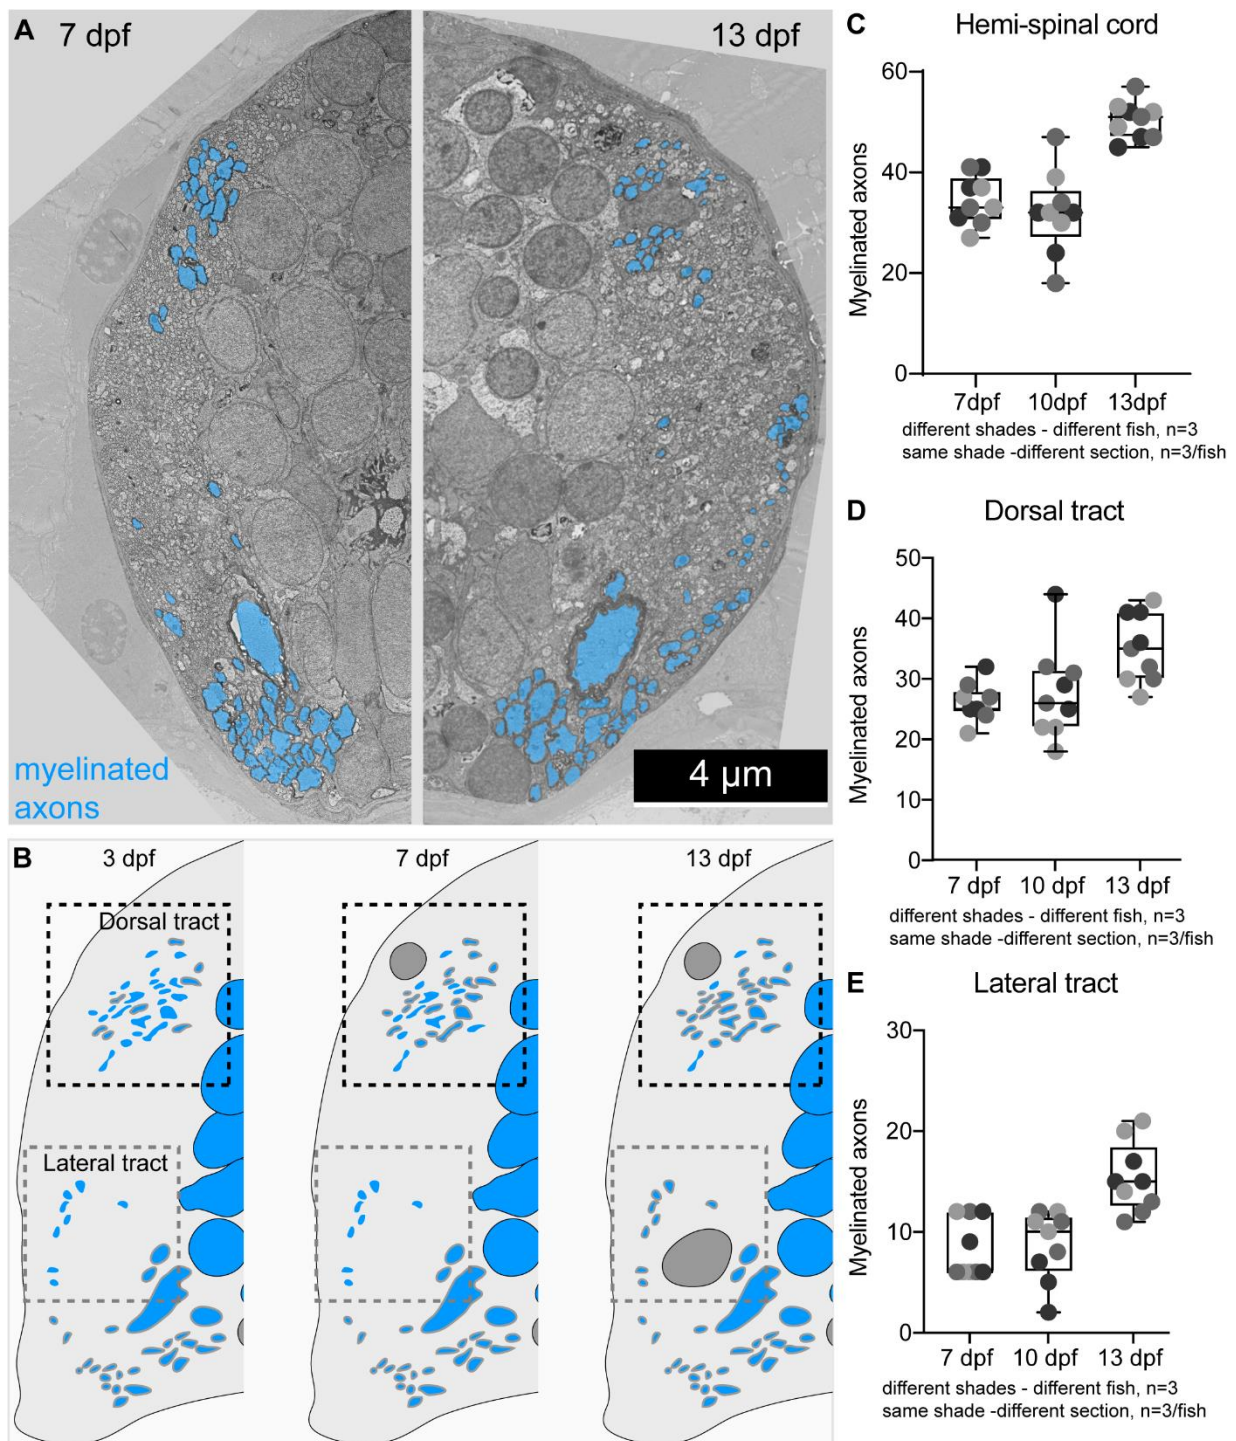 A
7 dpf
13 dpf
myelinated
axons
4 µm
B
3 dpf
7 dpf
13 dpf
Dorsal tract
Lateral tract
C
Hemi-spinal cord
Myelinated axons
60
40
20
0
7dpf 10dpf 13dpf
different shades - different fish, n=3
same shade -different section, n=3/fish
D
Dorsal tract
Myelinated axons
50
40
30
20
10
0
7 dpf 10 dpf 13 dpf
different shades - different fish, n=3
same shade -different section, n=3/fish
E
Lateral tract
Myelinated axons
30
20
10
0
7 dpf 10 dpf 13 dpf
different shades - different fish, n=3
same shade -different section, n=3/fish